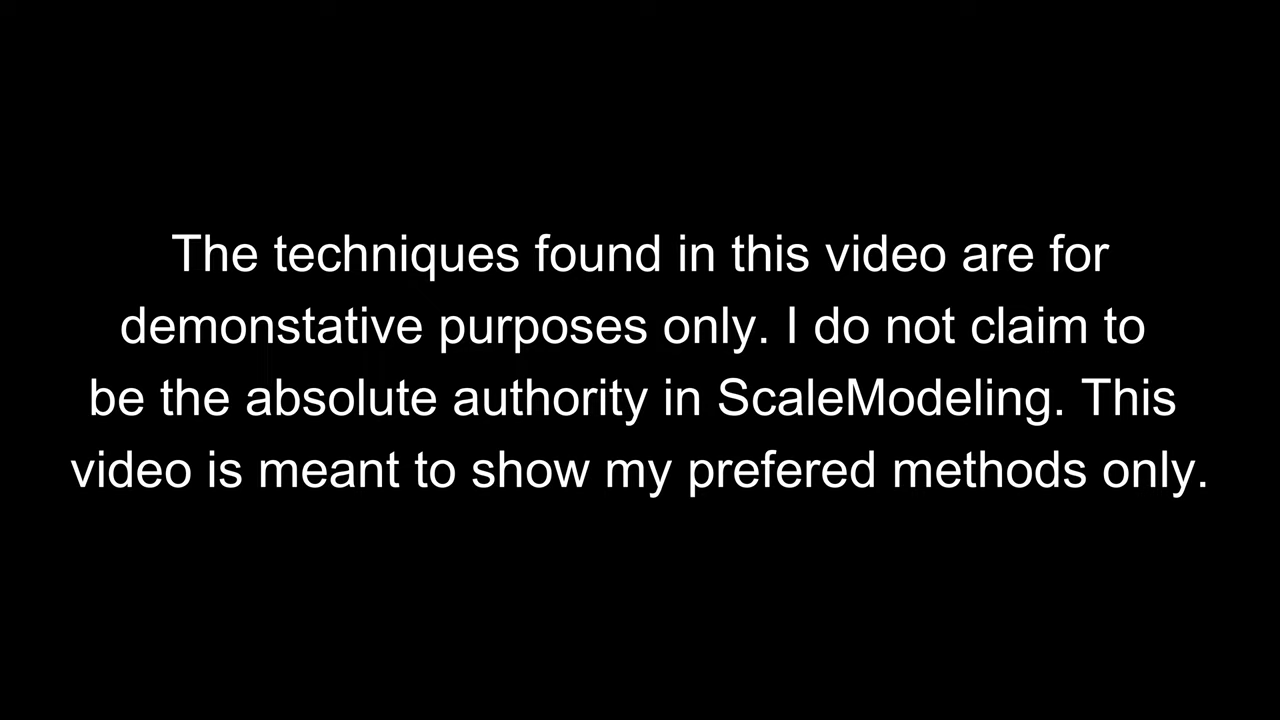 The techniques found in this video are for
demonstative purposes only. I do not claim to
be the absolute authority in ScaleModeling. This
video is meant to show my prefered methods only.